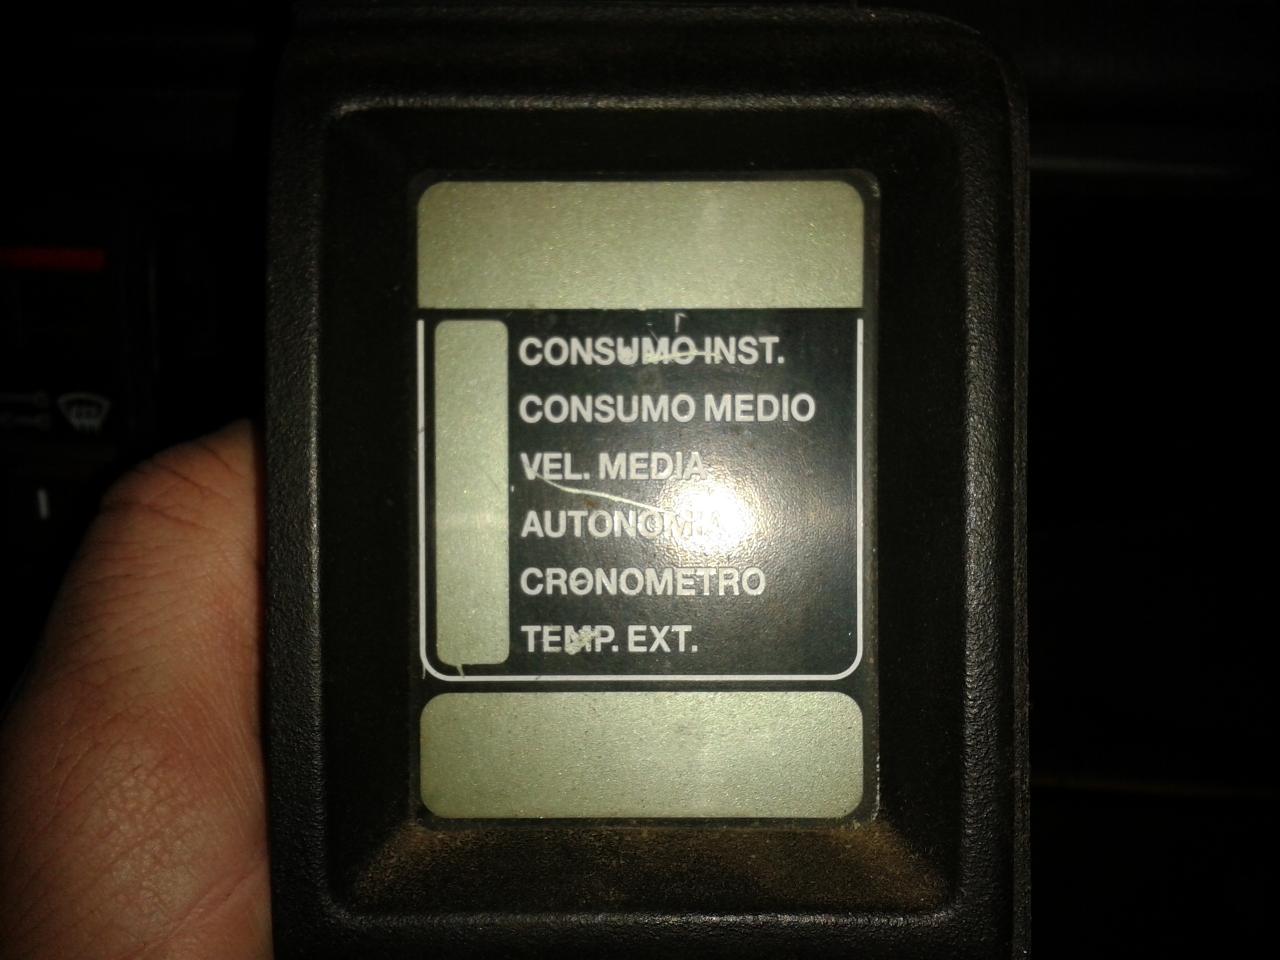 CONSUMO INST.
CONSUMO MEDIO
VEL. MEDIA
AUTONOMIA
CRONOMETRO
TEMP. EXT.